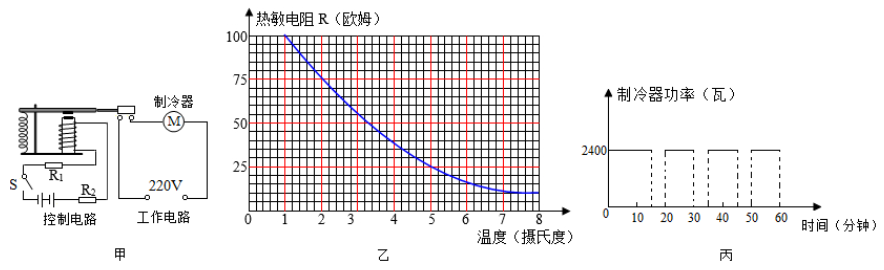 制冷器
M
S
R1
R2
220V
控制电路
工作电路
甲
热敏电阻 R（欧姆）
100
75
50
25
0
1
2
3
4
5
6
7
8
温度（摄氏度）
乙
制冷器功率（瓦）
2400
0
10
20
30
40
50
60
时间（分钟）
丙